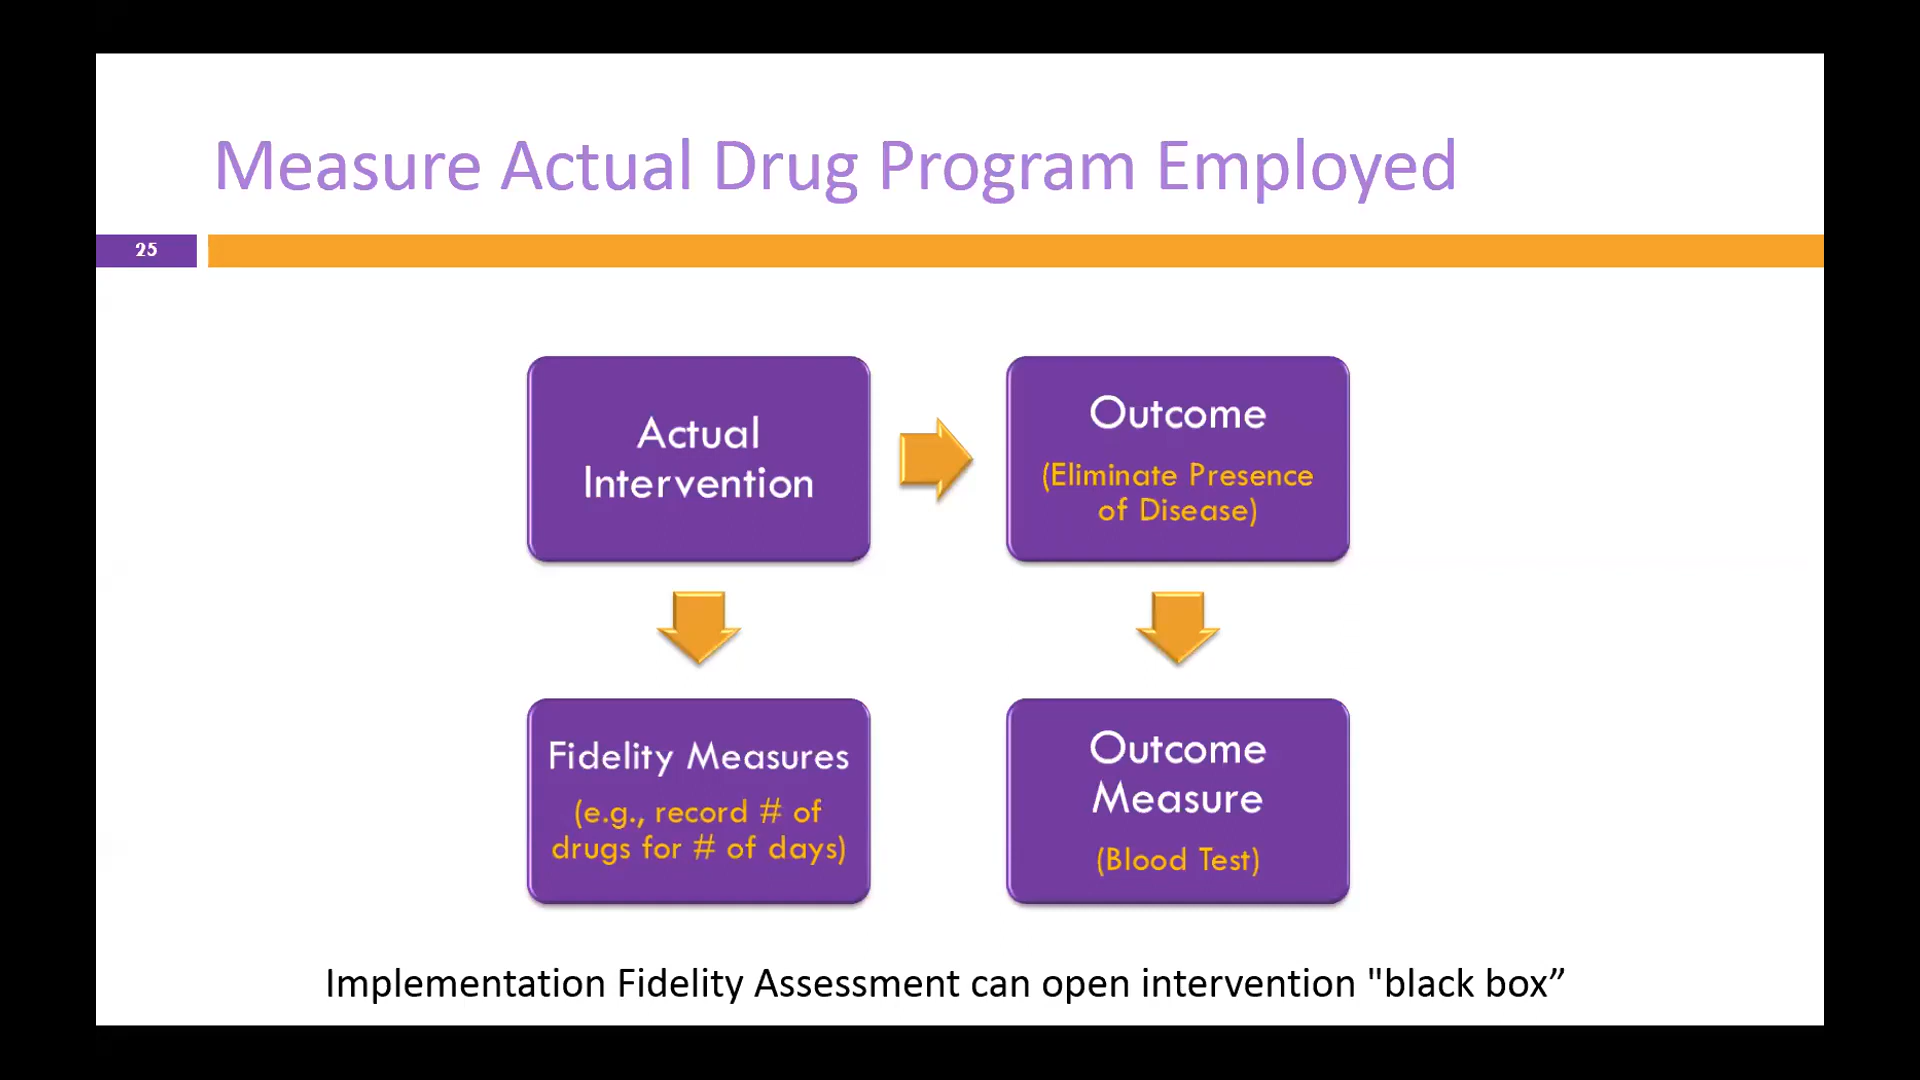 Measure Actual Drug Program Employed
25
Actual
Intervention
Outcome
(Eliminate Presence
of Disease)
Fidelity Measures
(e.g., record # of
drugs for # of days)
Outcome
Measure
(Blood Test)
Implementation Fidelity Assessment can open intervention "black box”